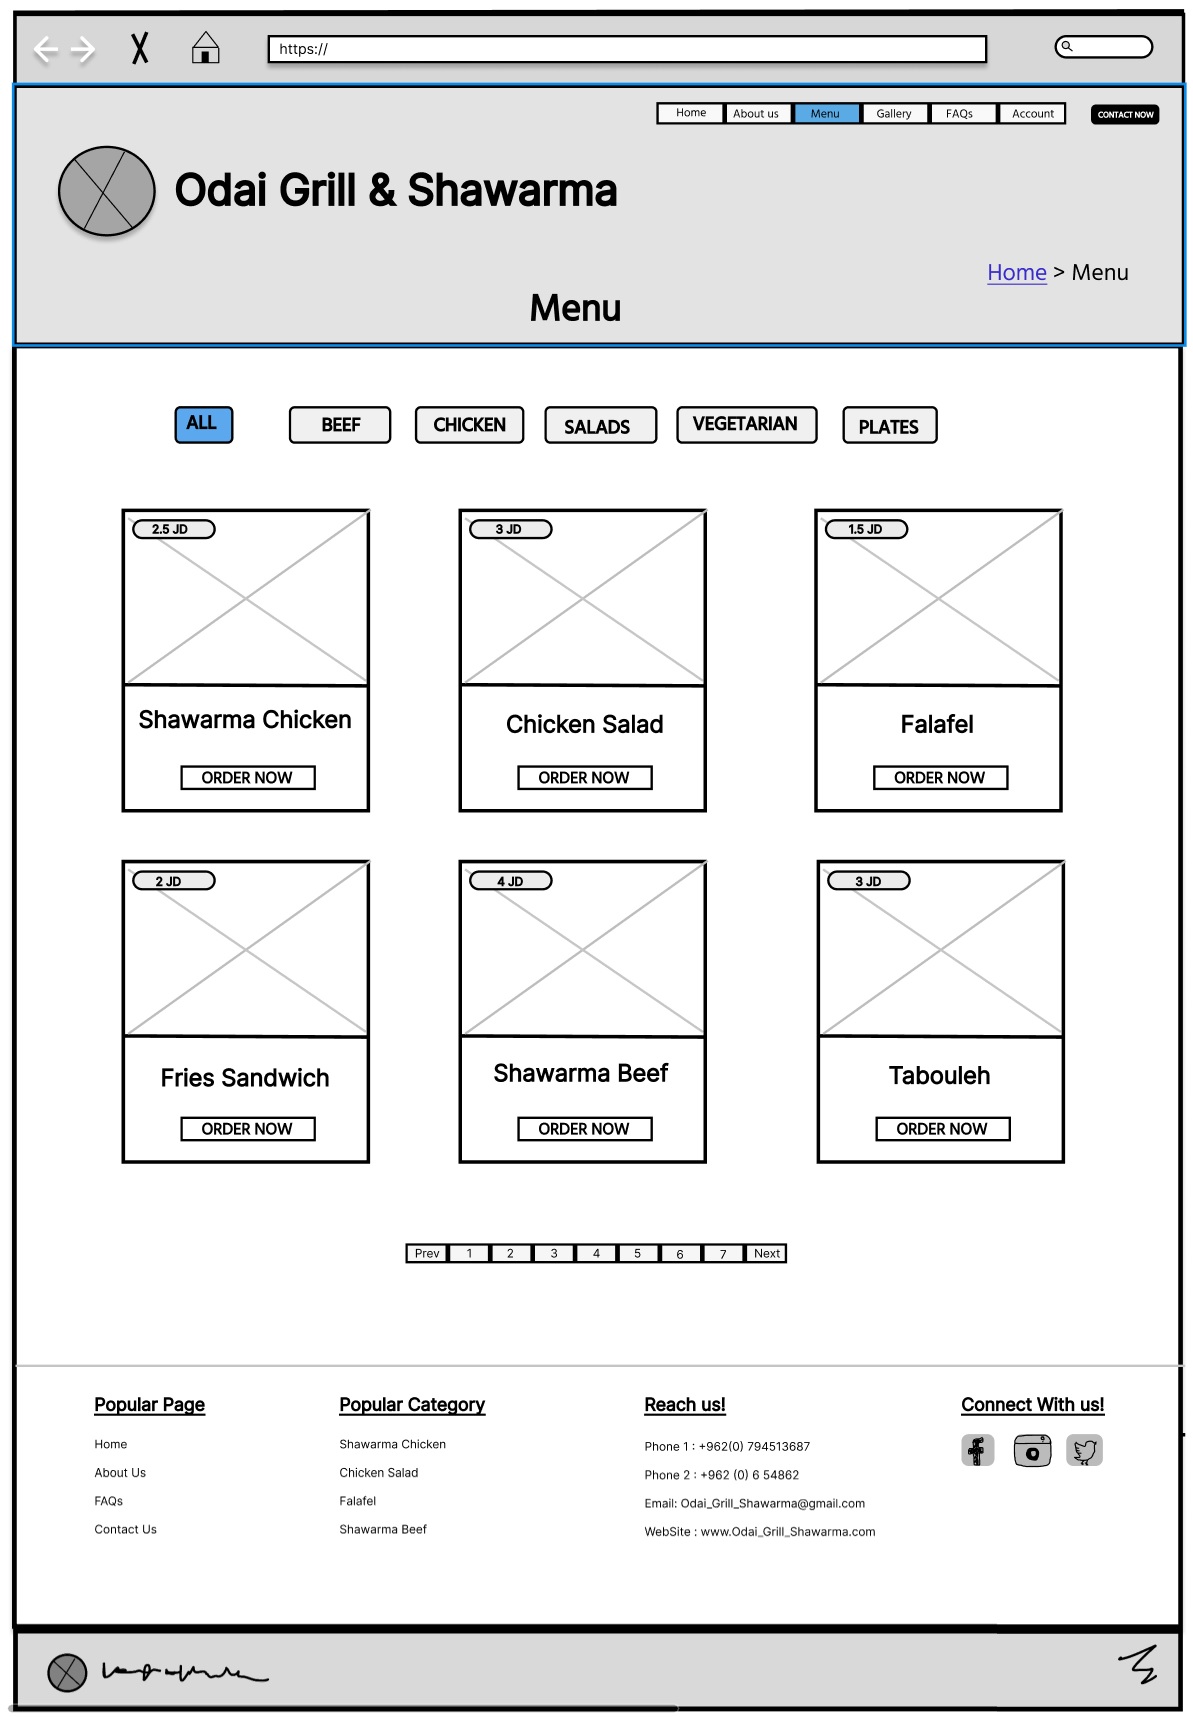 https://
Home About us Menu Gallery FAQs Account CONTACT NOW
Odai Grill & Shawarma
Home > Menu
Menu
ALL BEEF CHICKEN SALADS VEGETARIAN PLATES
2.5 JD 3 JD 1.5 JD
Shawarma Chicken Chicken Salad Falafel
ORDER NOW ORDER NOW ORDER NOW
2 JD 4 JD 3 JD
Fries Sandwich Shawarma Beef Tabouleh
ORDER NOW ORDER NOW ORDER NOW
Prev 1 2 3 4 5 6 7 Next
Popular Page
Home
About Us
FAQs
Contact Us
Popular Category
Shawarma Chicken
Chicken Salad
Falafel
Shawarma Beef
Reach us!
Phone 1 : +962(0) 794513687
Phone 2 : +962 (0) 6 54862
Email: Odai_Grill_Shawarma@gmail.com
WebSite : www.Odai_Grill_Shawarma.com
Connect With us!